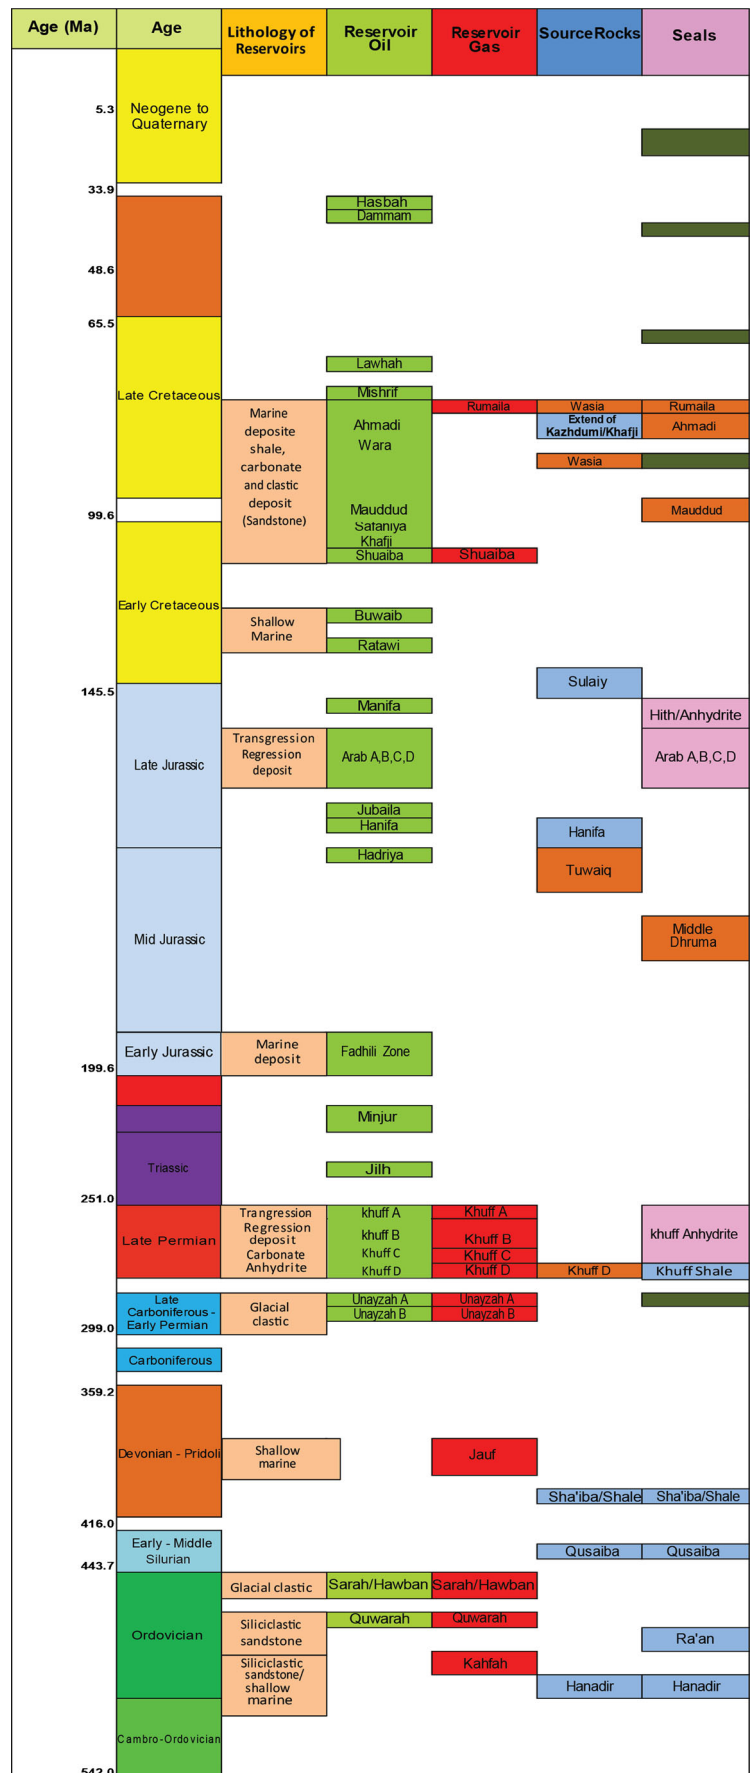 Age (Ma)
Age
Lithology of
Reservoirs
Reservoir
Oil
Reservoir
Gas
SourceRocks
Seals
5.3
Neogene to
Quaternary
33.9
Hasbah
Dammam
48.6
65.5
Lawhah
Late Cretaceous
Mishrif
Marine
deposite
shale,
carbonate
and clastic
deposit
(Sandstone)
Ahmadi
Wara
Rumaila
Wasia
Rumaila
Extend of
Kazhdumi/Khafji
Ahmadi
Wasia
Mauddud
Mauddud
99.6
Safaniya
Khafji
Shuaiba
Shuaiba
Early Cretaceous
Shallow
Marine
Buwaib
Ratawi
Sulaiy
145.5
Manifa
Hith/Anhydrite
Late Jurassic
Transgression
Regression
deposit
Arab A,B,C,D
Arab A,B,C,D
Jubaila
Hanifa
Hanifa
Hadriya
Tuwaiq
Mid Jurassic
Middle
Dhruma
Early Jurassic
Marine
deposit
Fadhili Zone
199.6
Minjur
Triassic
Jilh
251.0
Late Permian
Trangression
Regression
deposit
Carbonate
Anhydrite
khuff A
khuff B
Khuff C
Khuff D
Khuff A
Khuff B
Khuff C
Khuff D
Khuff D
khuff Anhydrite
Khuff Shale
Late
Carboniferous -
Early Permian
Glacial
clastic
Unayzah A
Unayzah B
Unayzah A
Unayzah B
299.0
Carboniferous
359.2
Devonian - Pridoli
Shallow
marine
Jauf
Sha'iba/Shale
Sha'iba/Shale
416.0
Early - Middle
Silurian
Qusaiba
Qusaiba
443.7
Glacial clastic
Sarah/Hawban
Sarah/Hawban
Ordovician
Siliciclastic
sandstone
Quwarah
Quwarah
Ra'an
Siliciclastic
sandstone/
shallow
marine
Kahfah
Hanadir
Hanadir
Cambro-Ordovician
542.0